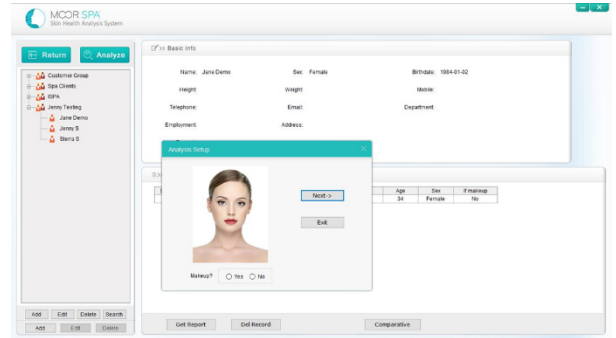 MCOR SPA
Skin Health Analysis System
Return
Analyze
>> Basic Info
Name: Jane Demo
Sex: Female
Birthdate: 1984-01-02
Height:
Weight:
Mobile:
Telephone:
Email:
Department:
Employment:
Address:
Customer Group
Spa Clients
ISPA
Jenny Testing
Jane Demo
Jenny S
Sierra S
Analysis Setup
Next->
Exit
Makeup? Yes No
Age Sex If makeup
34 Female No
Add Edit Delete Search
Add Edit Delete
Get Report
Del Record
Comparative